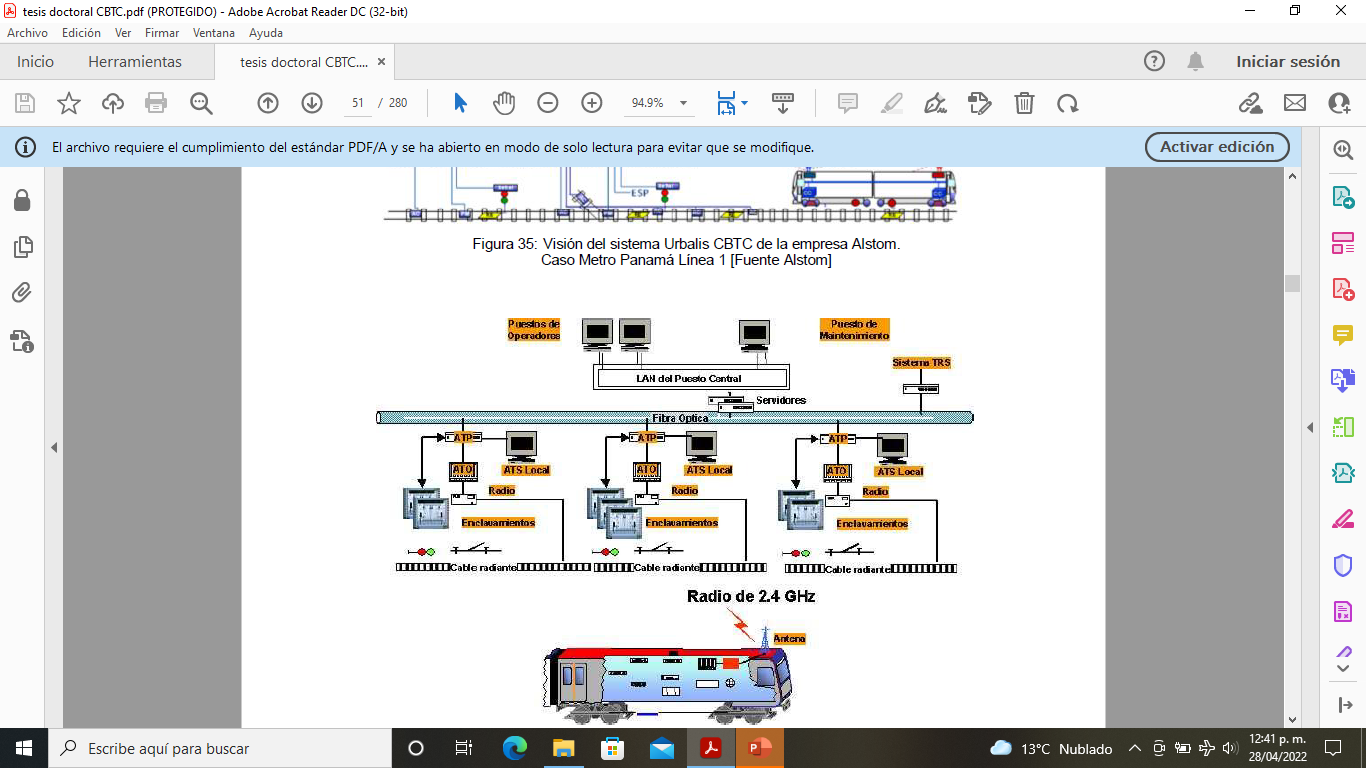 tesis doctoral CBTC.pdf (PROTEGIDO) - Adobe Acrobat Reader DC (32-bit)
Archivo Edición Ver Firmar Ventana Ayuda
Inicio Herramientas tesis doctoral CBTC.... × Iniciar sesión
51 / 280 94.9%
El archivo requiere el cumplimiento del estándar PDF/A y se ha abierto en modo de solo lectura para evitar que se modifique. Activar edición
ESP
Figura 35: Visión del sistema Urbalis CBTC de la empresa Alstom.
Caso Metro Panamá Línea 1 [Fuente Alstom]
Puestos de Operadores
Puesto de Mantenimiento
Sistema TRS
LAN del Puesto Central
Servidores
Fibra Optica
ATP ATP ATP
ATO ATS Local ATO ATS Local ATO ATS Local
Radio Radio Radio
Enclavamientos Enclavamientos Enclavamientos
Cable radiante Cable radiante Cable radiante
Radio de 2.4 GHz
Antena
Escribe aquí para buscar
13°C Nublado
12:41 p. m.
28/04/2022